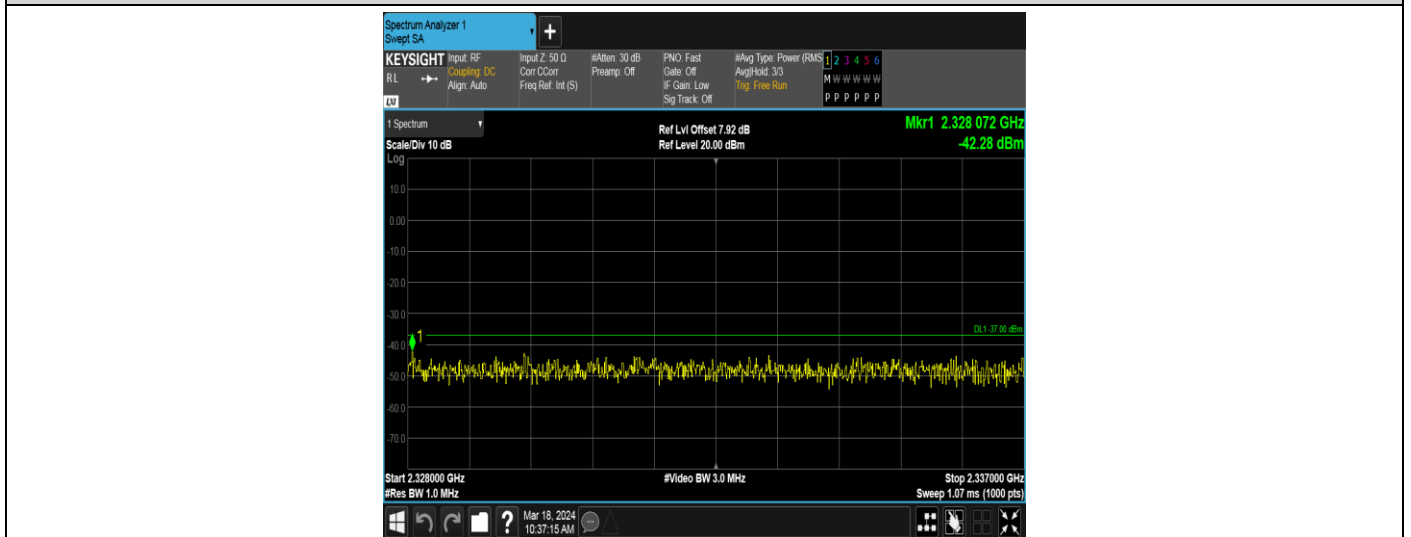 Spectrum Analyzer 1
Swept SA
+
KEYSIGHT Input: RF Input Z: 50 Ω #Atten: 30 dB PNO: Fast #Avg Type: Power (RMS 1 2 3 4 5 6
RL Coupling: DC Corr CCorr Preamp: Off Gate: Off Avg|Hold: 3/3 M W W W W W
Align: Auto Freq Ref: Int (S) IF Gain: Low Trig: Free Run
Sig Track: Off P P P P P P
LXI
1 Spectrum Ref Lvl Offset 7.92 dB Mkr1 2.328 072 GHz
Scale/Div 10 dB Ref Level 20.00 dBm -42.28 dBm
Log
10.0
0.00
-10.0
-20.0
-30.0
DL1 -37.00 dBm
1
-40.0
-50.0
-60.0
-70.0
Start 2.328000 GHz #Video BW 3.0 MHz Stop 2.337000 GHz
#Res BW 1.0 MHz Sweep 1.07 ms (1000 pts)
? Mar 18, 2024
10:37:15 AM